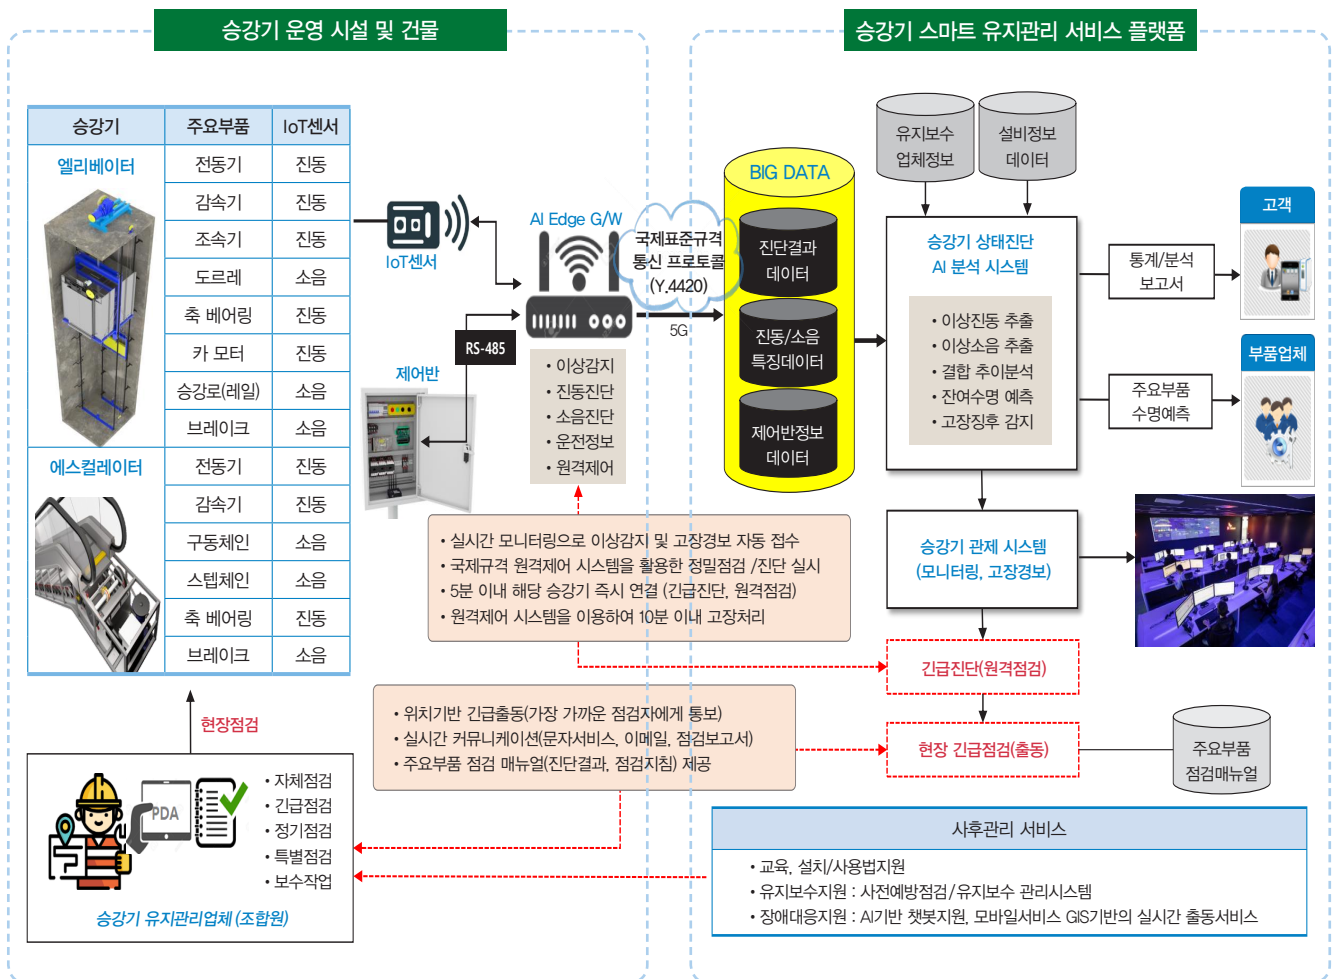 승강기 운영 시설 및 건물
승강기 스마트 유지관리 서비스 플랫폼
승강기 주요부품 IoT센서
엘리베이터
전동기 진동
감속기 진동
조속기 진동
도르레 소음
축 베어링 진동
카 모터 진동
승강로(레일) 소음
브레이크 소음
에스컬레이터
전동기 진동
감속기 진동
구동체인 소음
스텝체인 소음
축 베어링 진동
브레이크 소음
IoT센서
AI Edge G/W
국제표준규격
통신 프로토콜
(Y.4420)
5G
RS-485
제어반
• 이상감지
• 진동진단
• 소음진단
• 운전정보
• 원격제어
BIG DATA
진단결과
데이터
진동/소음
특징데이터
제어반정보
데이터
유지보수
업체정보
설비정보
데이터
승강기 상태진단
AI 분석 시스템
• 이상진동 추출
• 이상소음 추출
• 결합 추이분석
• 잔여수명 예측
• 고장징후 감지
통계/분석
보고서
고객
주요부품
수명예측
부품업체
승강기 관제 시스템
(모니터링, 고장경보)
• 실시간 모니터링으로 이상감지 및 고장경보 자동 접수
• 국제규격 원격제어 시스템을 활용한 정밀점검 /진단 실시
• 5분 이내 해당 승강기 즉시 연결 (긴급진단, 원격점검)
• 원격제어 시스템을 이용하여 10분 이내 고장처리
긴급진단(원격점검)
• 위치기반 긴급출동(가장 가까운 점검자에게 통보)
• 실시간 커뮤니케이션(문자서비스, 이메일, 점검보고서)
• 주요부품 점검 매뉴얼(진단결과, 점검지침) 제공
현장 긴급점검(출동)
주요부품
점검매뉴얼
현장점검
PDA
• 자체점검
• 긴급점검
• 정기점검
• 특별점검
• 보수작업
승강기 유지관리업체 (조합원)
사후관리 서비스
• 교육, 설치/사용법지원
• 유지보수지원 : 사전예방점검/유지보수 관리시스템
• 장애대응지원 : AI기반 챗봇지원, 모바일서비스 GIS기반의 실시간 출동서비스